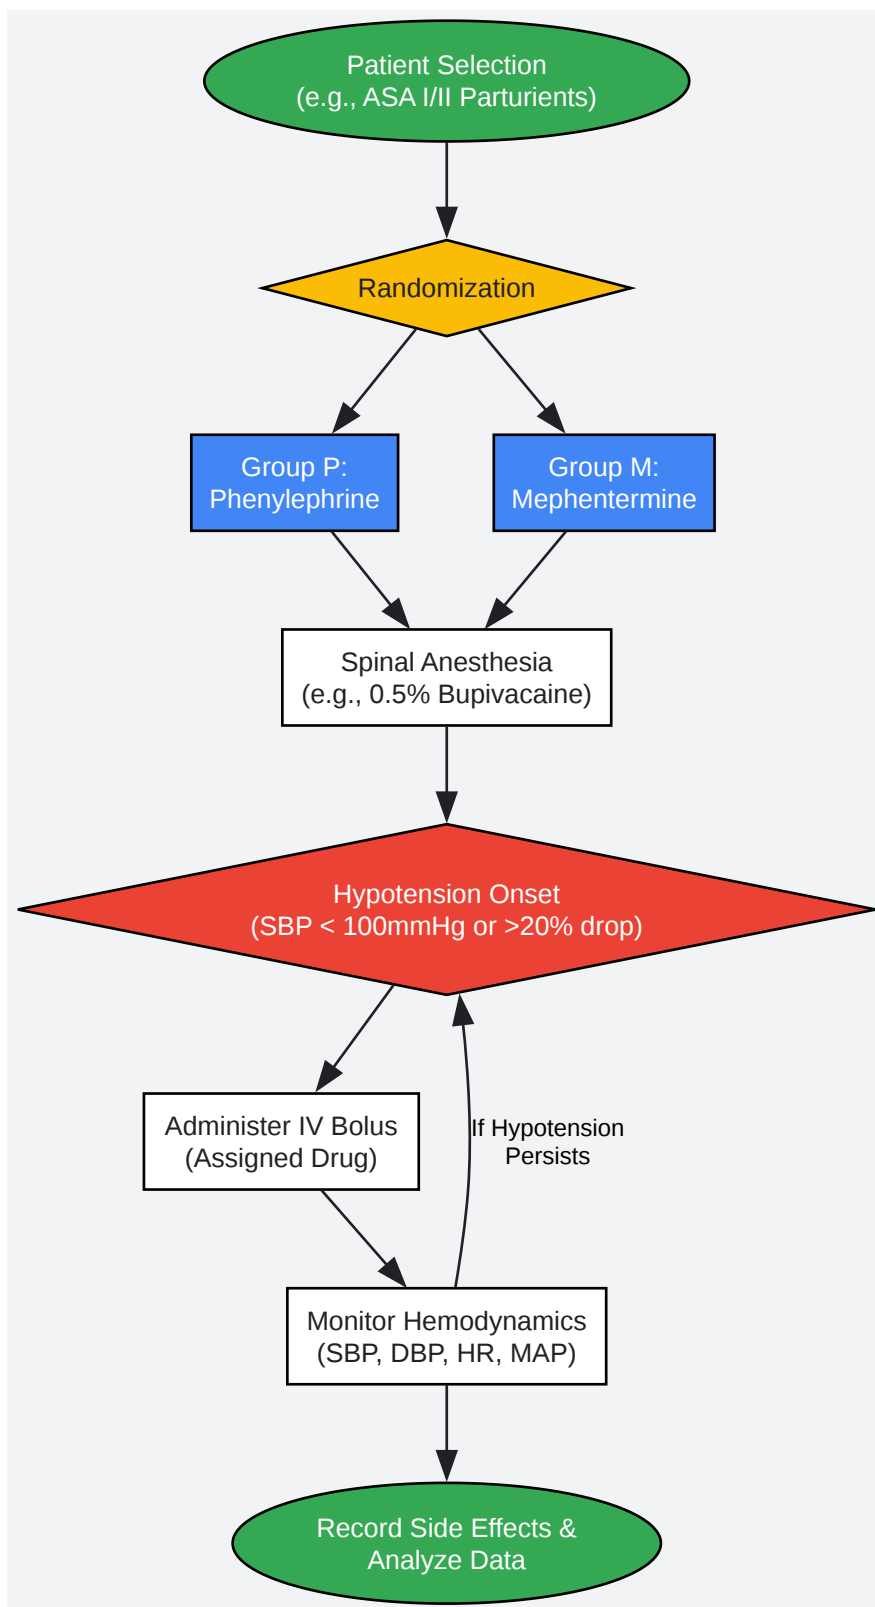 Patient Selection
(e.g., ASA I/II Parturients)
Randomization
Group P:
Phenylephrine
Group M:
Mephentermine
Spinal Anesthesia
(e.g., 0.5% Bupivacaine)
Hypotension Onset
(SBP < 100mmHg or >20% drop)
Administer IV Bolus
(Assigned Drug)
If Hypotension
Persists
Monitor Hemodynamics
(SBP, DBP, HR, MAP)
Record Side Effects &
Analyze Data